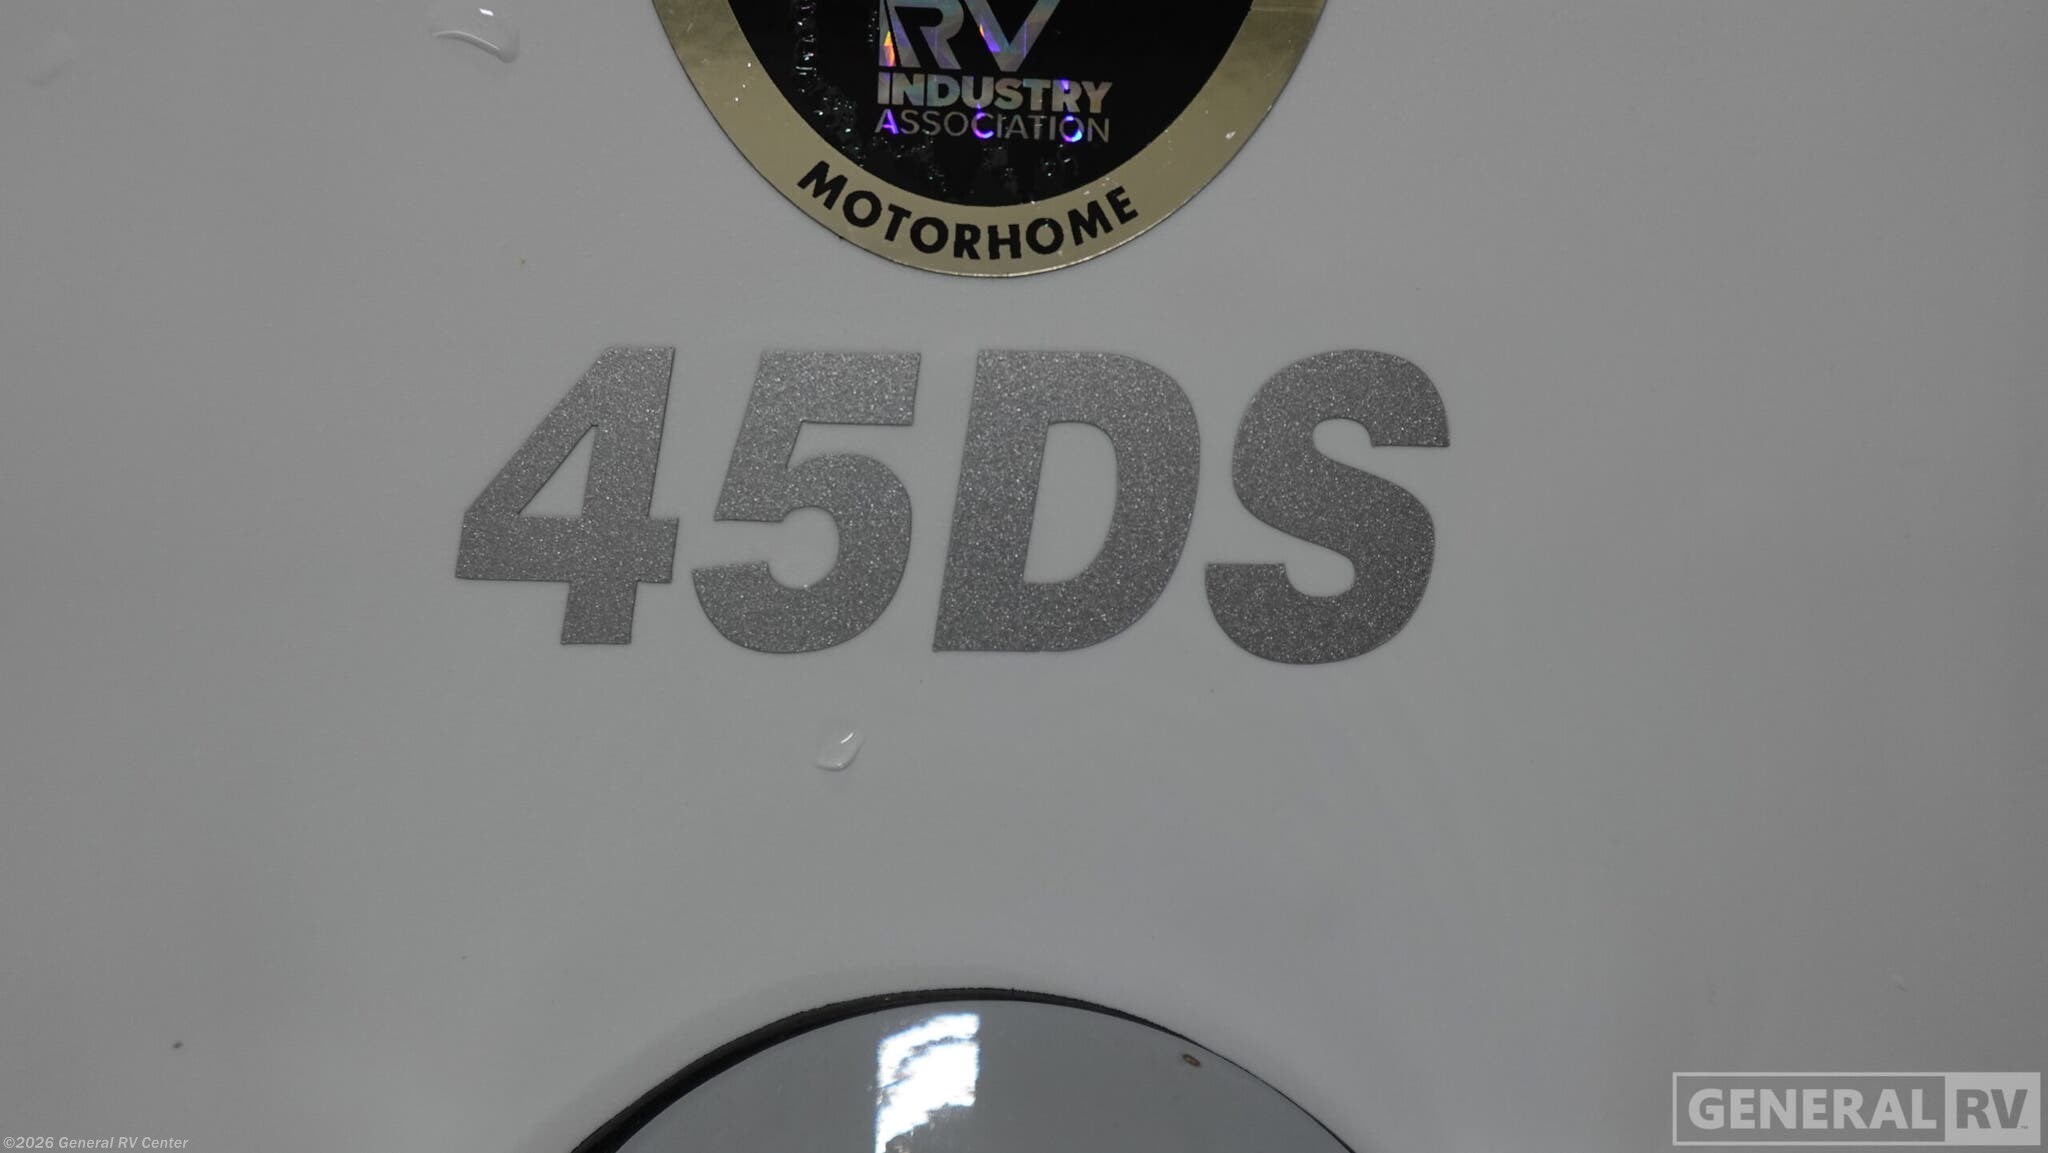 RV
INDUSTRY
ASSOCIATION
MOTORHOME
45DS
GENERAL RV
©2026 General RV Center